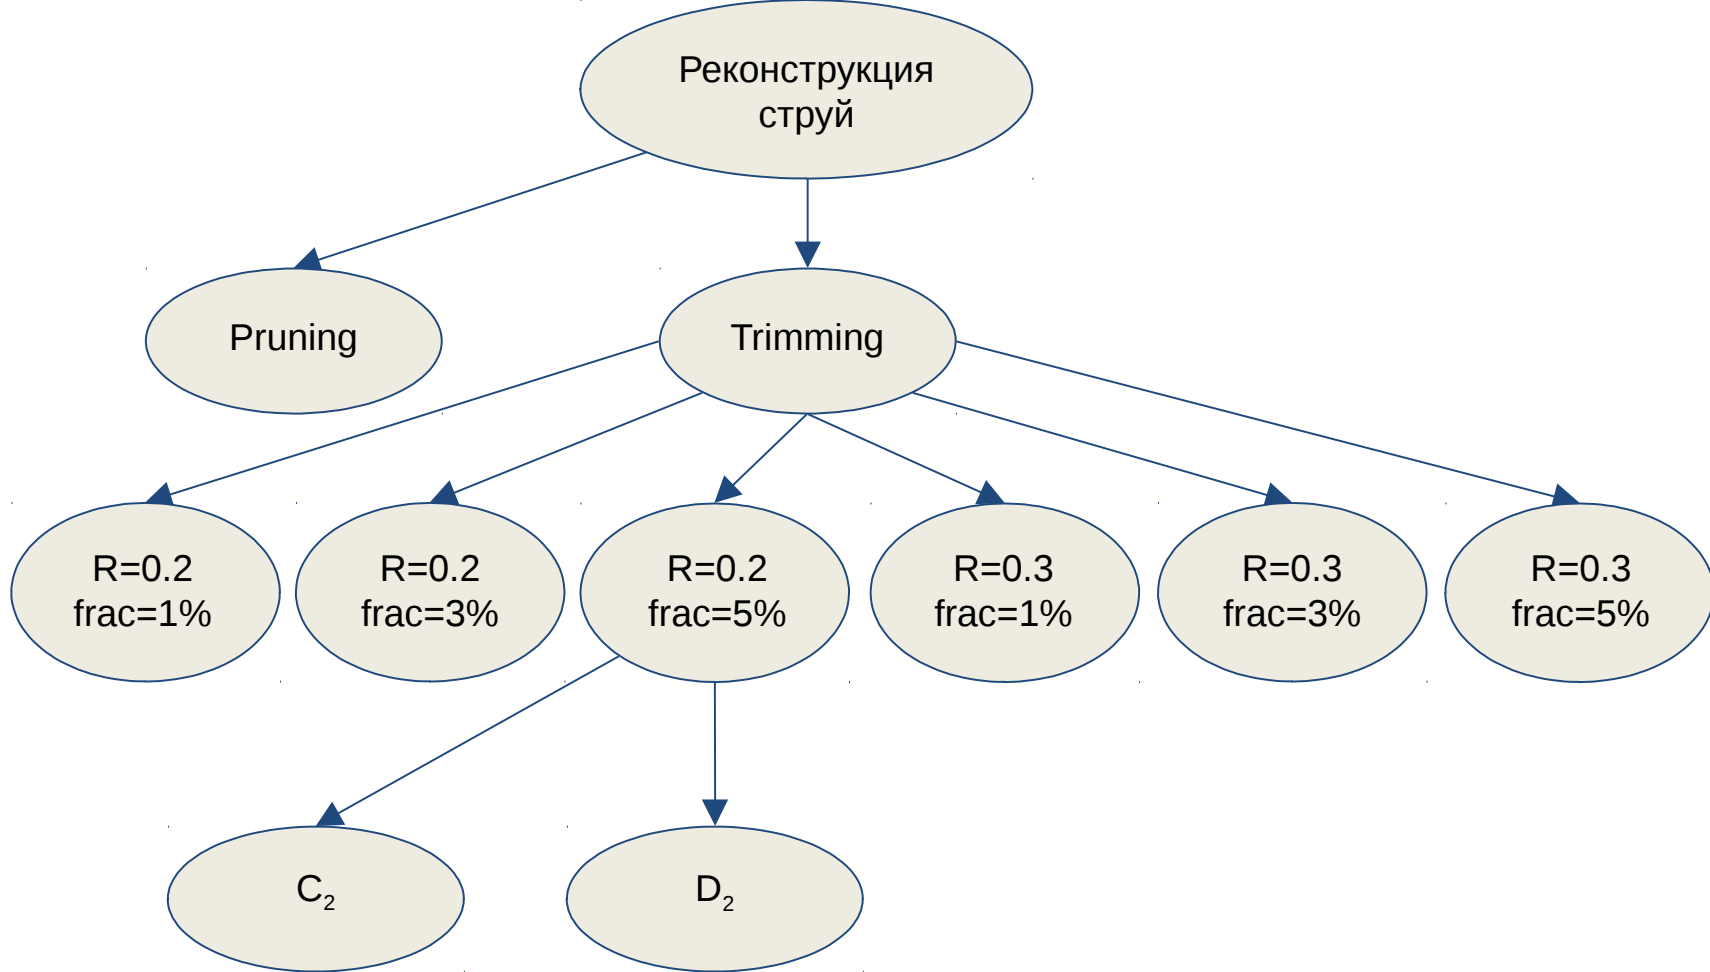 Реконструкция
струй
Pruning
Trimming
R=0.2
frac=1%
R=0.2
frac=3%
R=0.2
frac=5%
R=0.3
frac=1%
R=0.3
frac=3%
R=0.3
frac=5%
C₂
D₂